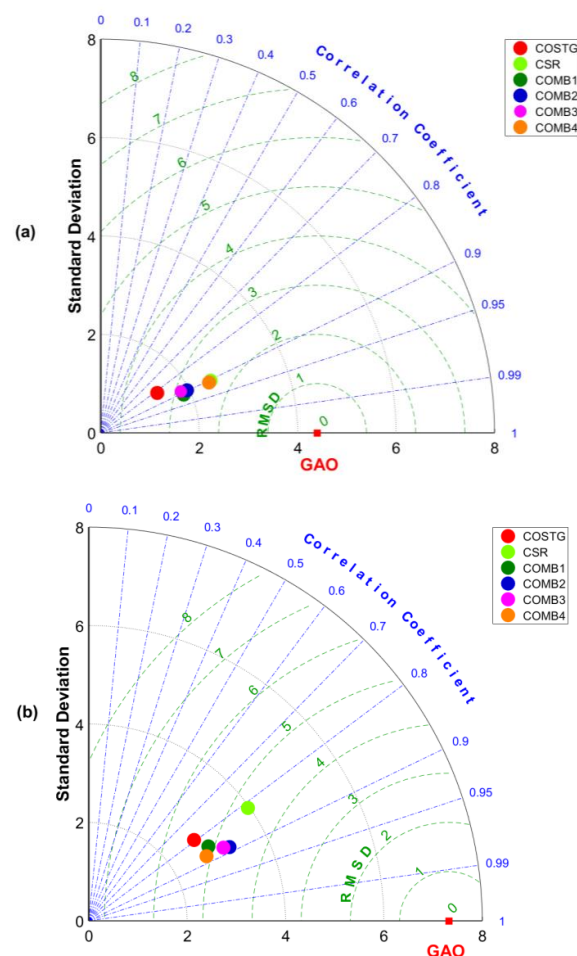 (a)
Standard Deviation
8
6
4
2
0
0
0.1
0.2
0.3
0.4
0.5
0.6
0.7
0.8
0.9
0.95
0.99
1
Correlation Coefficient
8
7
6
5
4
3
2
1
0
RMSD
0 2 4 6 8
GAO
COSTG
CSR
COMB1
COMB2
COMB3
COMB4
(b)
Standard Deviation
8
6
4
2
0
0
0.1
0.2
0.3
0.4
0.5
0.6
0.7
0.8
0.9
0.95
0.99
1
Correlation Coefficient
8
7
6
5
4
3
2
1
0
RMSD
0 2 4 6 8
GAO
COSTG
CSR
COMB1
COMB2
COMB3
COMB4